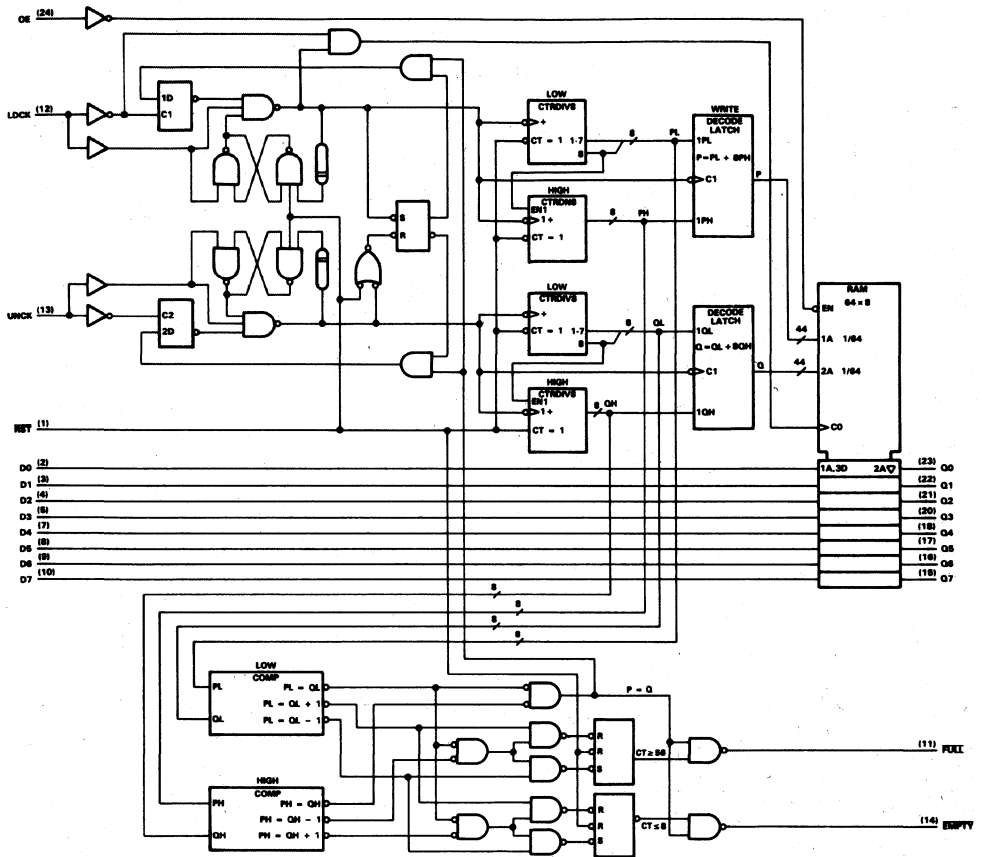 OE (24)
LDCK (12)
1D
C1
LOW
CTRDIV8
+
CT = 1 1-7
8
8 PL
WRITE
DECODE
LATCH
1PL
P=PL + 8PH
C1
1PH
P
HIGH
CTRDN8
EN1
1+
CT = 1
8 PH
S
R
UNCK (13)
C2
2D
LOW
CTRDIV8
+
CT = 1 1-7
8
8 QL
DECODE
LATCH
1QL
Q=QL + 8QH
C1
1QH
Q
HIGH
CTRDIV8
EN1
1+
CT = 1
8 QH
RAM
64 × 8
EN
44
1A 1/64
44
2A 1/64
C0
RST (1)
D0 (2)
1A.3D 2A▽
(23) Q0
D1 (3)
(22) Q1
D2 (4)
(21) Q2
D3 (5)
(20) Q3
D4 (7)
(18) Q4
D5 (8)
(17) Q5
D6 (9)
(16) Q6
D7 (10)
(15) Q7
8
8
8
8
LOW
COMP
PL
QL
PL = QL
PL = QL + 1
PL = QL - 1
P = Q
R
R
S
CT ≥ 56
(11) FULL
HIGH
COMP
PH
QH
PH = QH
PH = QH - 1
PH = QH + 1
R
R
S
CT ≤ 8
(14) EMPTY